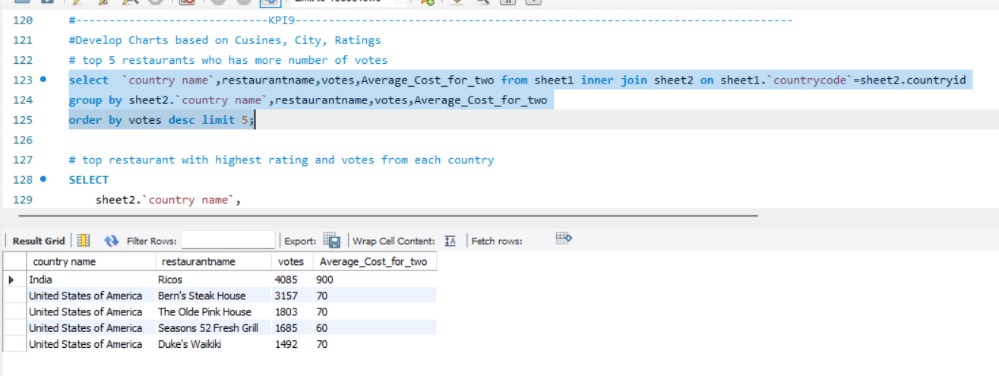 120 #-----------------------------KPI9---------------------------------------------------------------------------
121 #Develop Charts based on Cusines, City, Ratings
122 # top 5 restaurants who has more number of votes
123 select `country name`,restaurantname,votes,Average_Cost_for_two from sheet1 inner join sheet2 on sheet1.`countrycode`=sheet2.countryid
124 group by sheet2.`country name`,restaurantname,votes,Average_Cost_for_two
125 order by votes desc limit 5;
126
127 # top restaurant with highest rating and votes from each country
128 SELECT
129 sheet2.`country name`,
Result Grid Filter Rows: Export: Wrap Cell Content: Fetch rows:
country name restaurantname votes Average_Cost_for_two
India Ricos 4085 900
United States of America Bern's Steak House 3157 70
United States of America The Olde Pink House 1803 70
United States of America Seasons 52 Fresh Grill 1685 60
United States of America Duke's Waikiki 1492 70